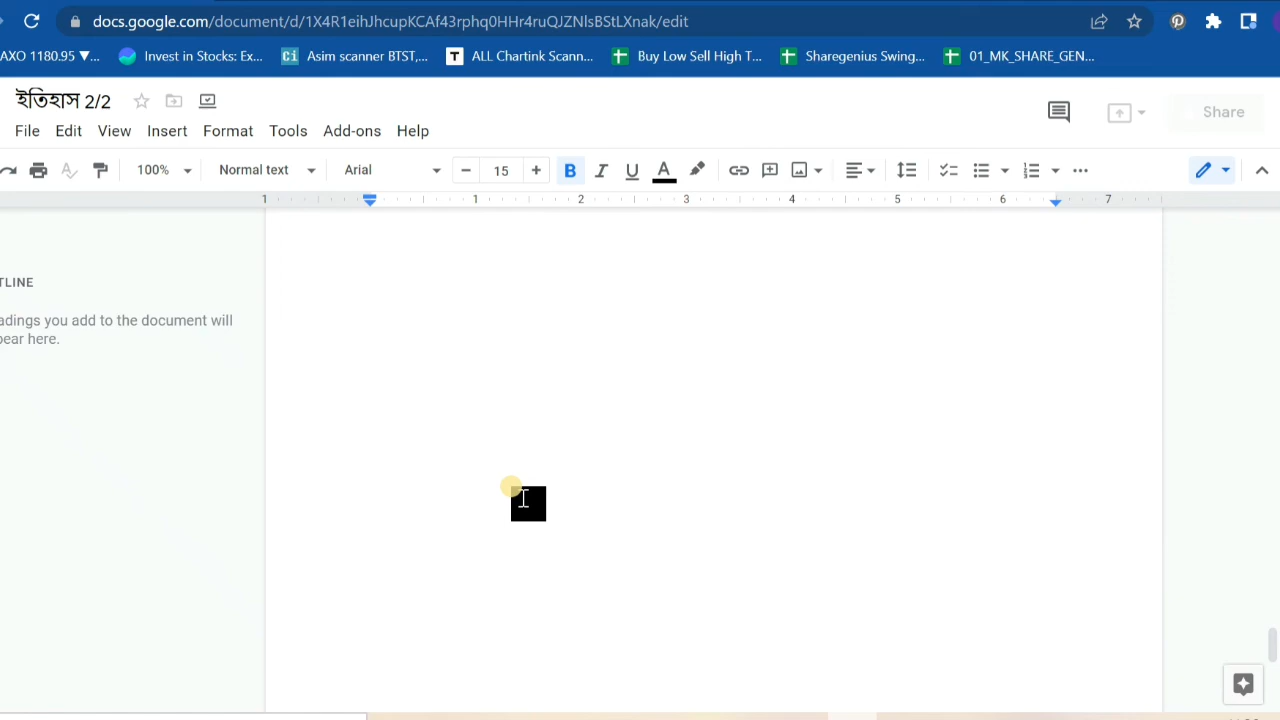 docs.google.com/document/d/1X4R1eihJhcupKCAf43rphq0HHr4ruQJZNlsBStLXnak/edit
AXO 1180.95 ▼... Invest in Stocks: Ex... Ci Asim scanner BTST,... T ALL Chartink Scann... Buy Low Sell High T... Sharegenius Swing... 01_MK_SHARE_GEN...
ইতিহাস 2/2
Share
File Edit View Insert Format Tools Add-ons Help
100% Normal text Arial 15 B I U A
1 1 2 3 4 5 6 7
TLINE
adings you add to the document will
pear here.